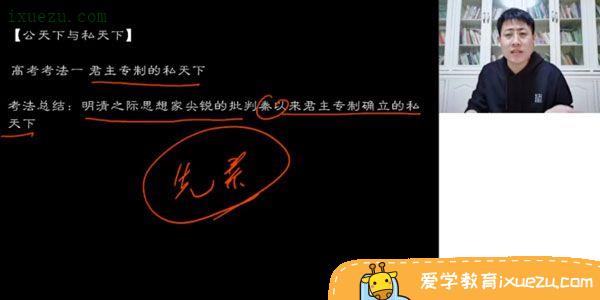 ixuezu.com
【公天下与私天下】
高考考法一 君主专制的私天下
考法总结：明清之际思想家尖锐的批判秦以来君主专制确立的私
天下
先秦
爱学教育ixuezu.com